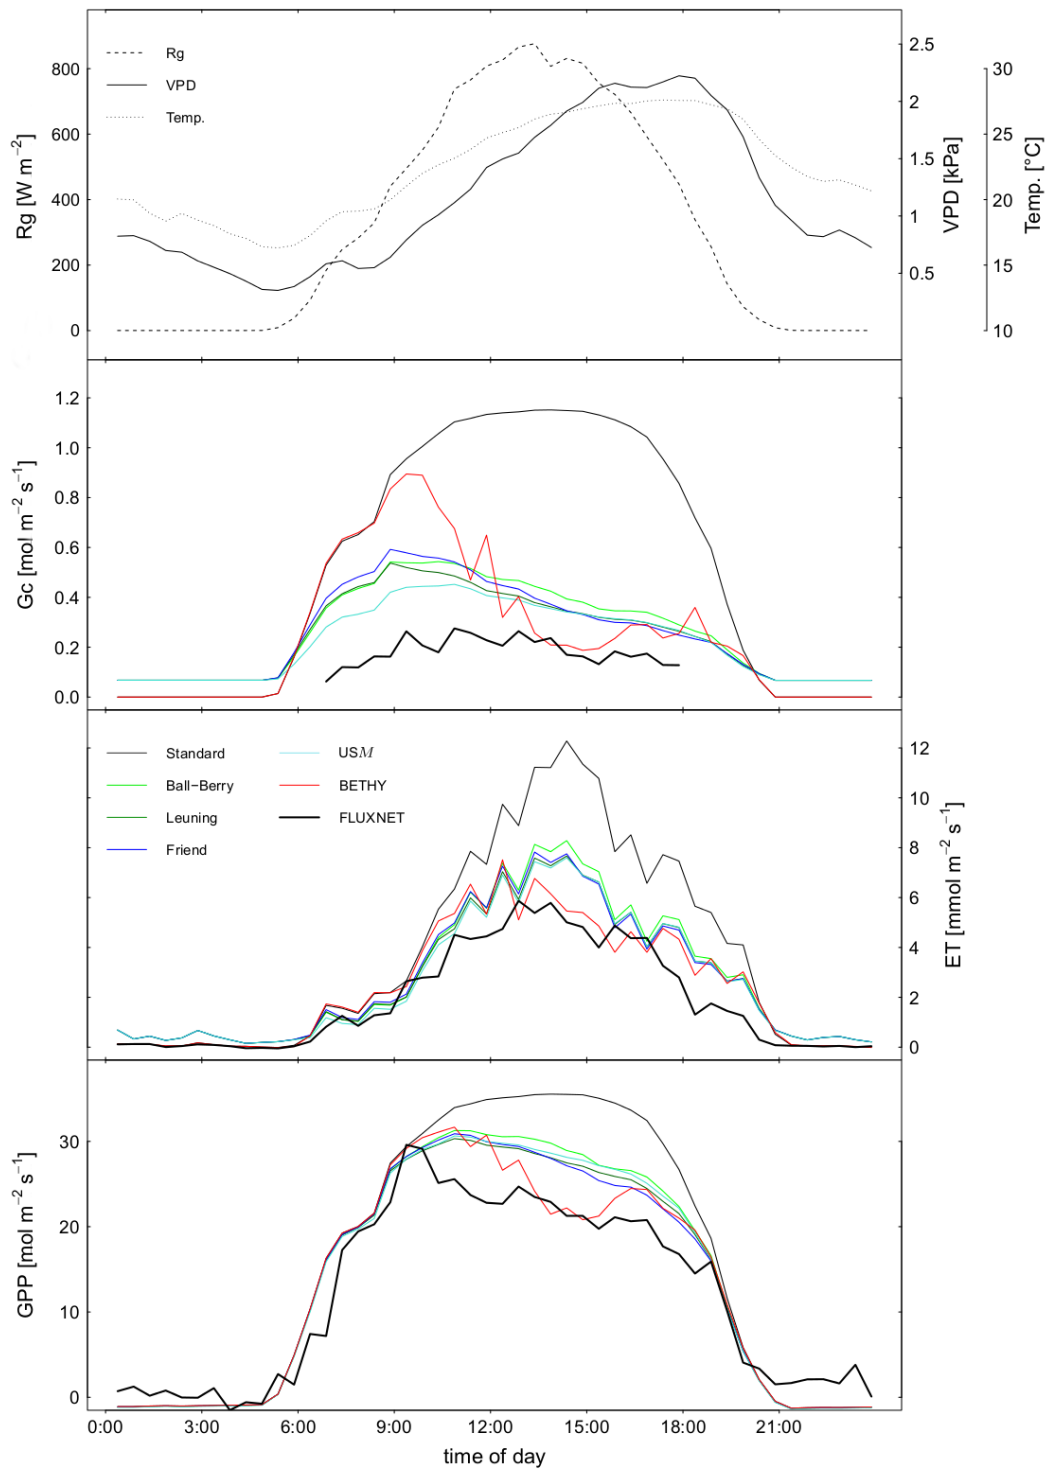 Rg
VPD
Temp.
Rg [W m⁻²]
800
600
400
200
0
VPD [kPa]
2.5
2
1.5
1
0.5
Temp. [°C]
30
25
20
15
10
Gc [mol m⁻² s⁻¹]
1.2
1.0
0.8
0.6
0.4
0.2
0.0
Standard
Ball−Berry
Leuning
Friend
USM
BETHY
FLUXNET
ET [mmol m⁻² s⁻¹]
12
10
8
6
4
2
0
GPP [mol m⁻² s⁻¹]
30
20
10
0
0:00 3:00 6:00 9:00 12:00 15:00 18:00 21:00
time of day